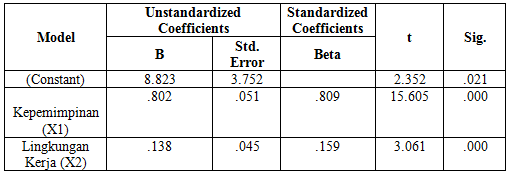 Model Unstandardized Coefficients Standardized Coefficients t Sig.
B Std. Error Beta
(Constant) 8.823 3.752 2.352 .021
Kepemimpinan (X1) .802 .051 .809 15.605 .000
Lingkungan Kerja (X2) .138 .045 .159 3.061 .000